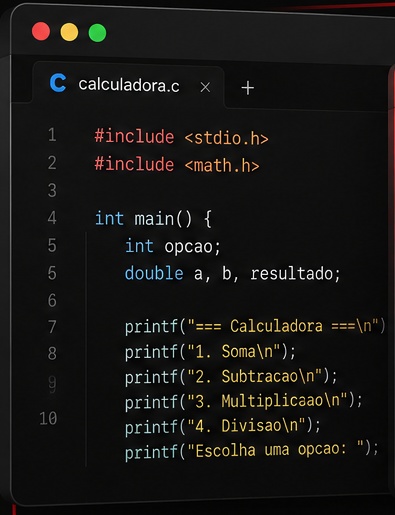 C calculadora.c × +
1 #include <stdio.h>
2 #include <math.h>
3
4 int main() {
5 int opcao;
6 double a, b, resultado;
6
7 printf("=== Calculadora ===\n")
8 printf("1. Soma\n");
9 printf("2. Subtracao\n");
printf("3. Multiplicaao\n");
10 printf("4. Divisao\n");
printf("Escolha uma opcao: ");